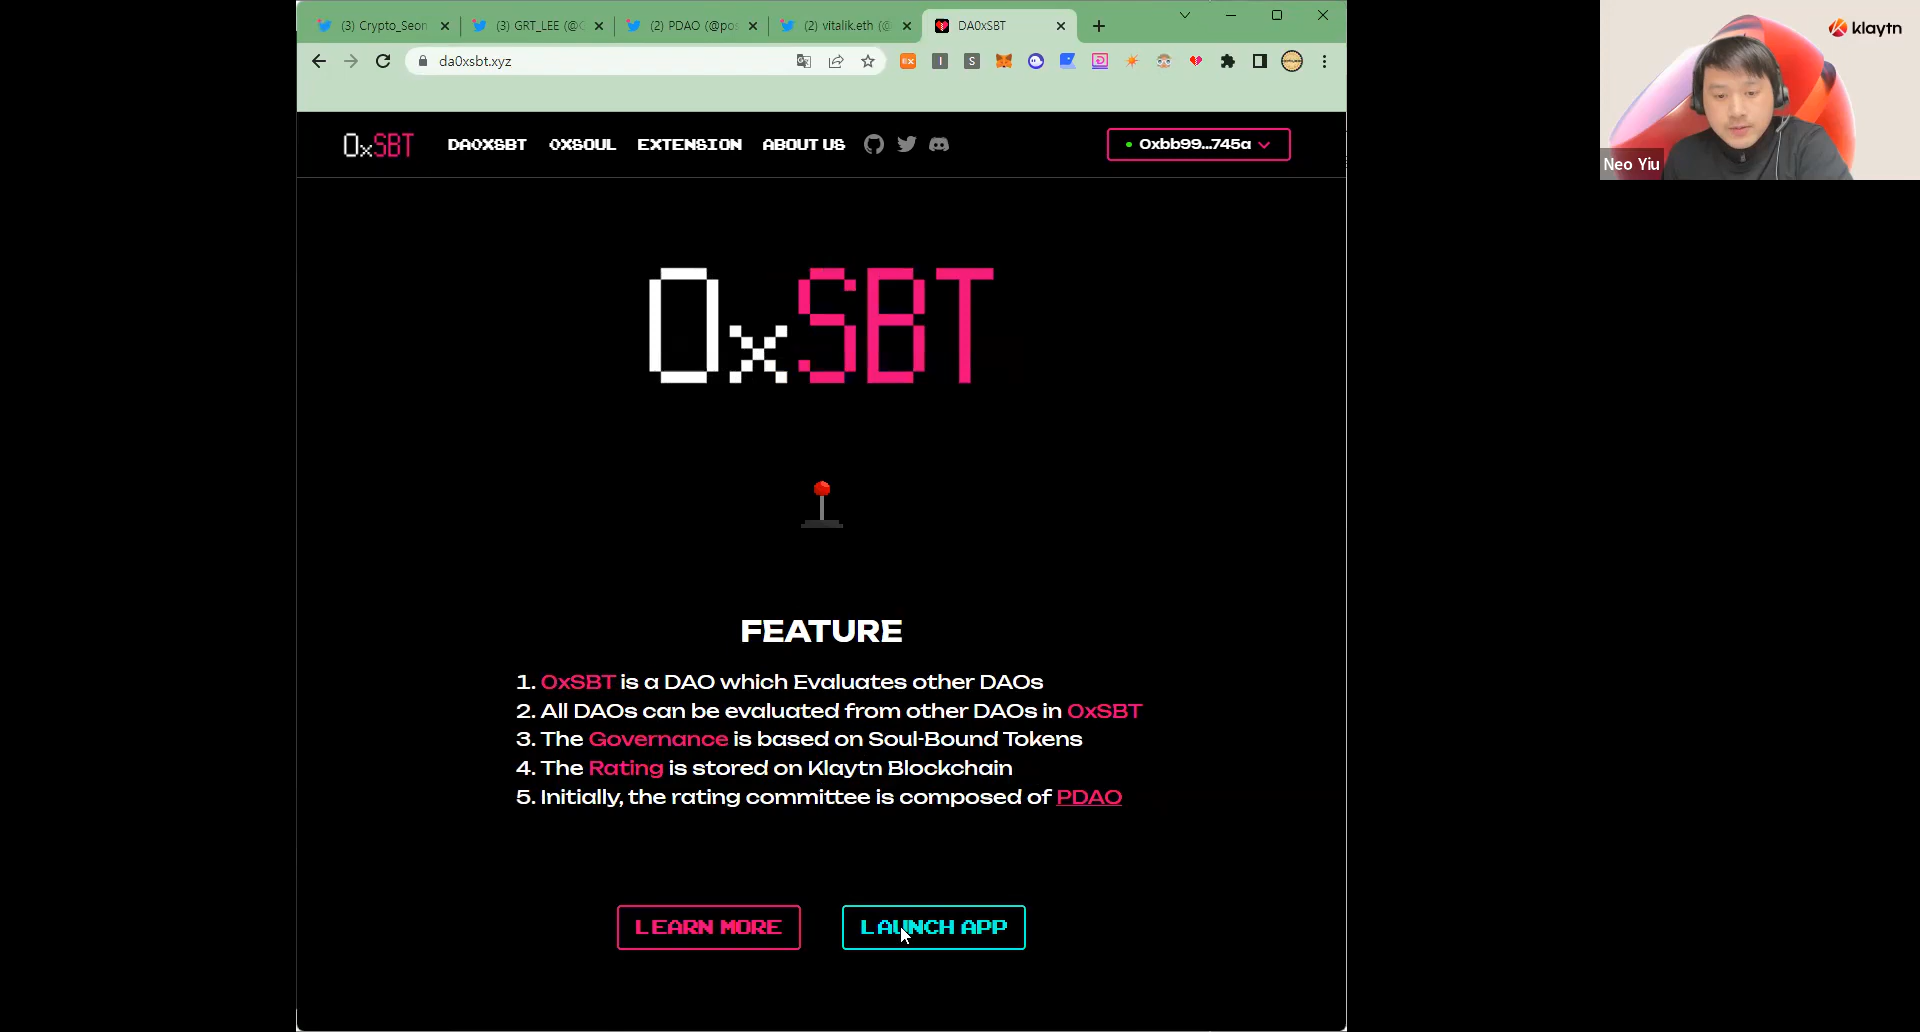 (3) Crypto_Seon
(3) GRT_LEE (@C
(2) PDAO (@pos
(2) vitalik.eth (@
DA0xSBT
da0xsbt.xyz
klaytn
Neo Yiu
0xSBT
DA0XSBT
0XSOUL
EXTENSION
ABOUT US
0xbb99...745a
0xSBT
FEATURE
1. 0xSBT is a DAO which Evaluates other DAOs
2. All DAOs can be evaluated from other DAOs in 0xSBT
3. The Governance is based on Soul-Bound Tokens
4. The Rating is stored on Klaytn Blockchain
5. Initially, the rating committee is composed of PDAO
LEARN MORE
LAUNCH APP